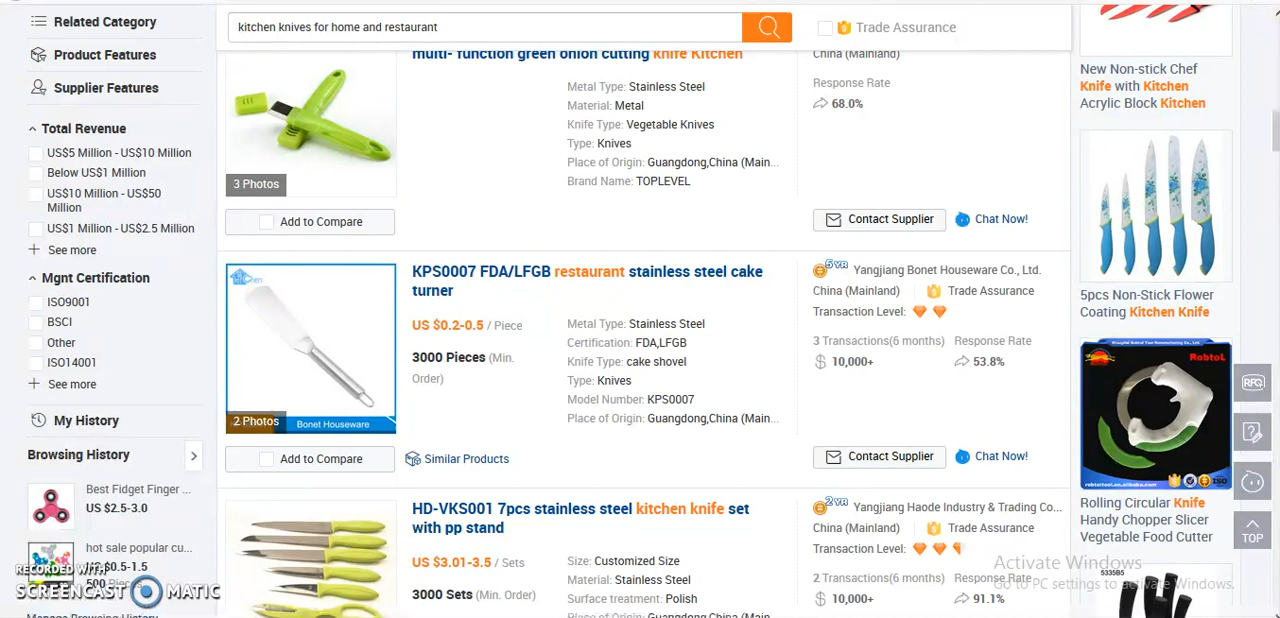 Related Category
Product Features
Supplier Features
Total Revenue
US$5 Million - US$10 Million
Below US$1 Million
US$10 Million - US$50
Million
US$1 Million - US$2.5 Million
See more
Mgnt Certification
ISO9001
BSCI
Other
ISO14001
See more
My History
Browsing History
Best Fidget Finger ...
US $2.5-3.0
hot sale popular cu...
US $0.6-1.5
500 Pieces
RECORDED WITH
SCREENCAST MATIC
kitchen knives for home and restaurant
Trade Assurance
multi- function green onion cutting knife Kitchen
Metal Type: Stainless Steel
Material: Metal
Knife Type: Vegetable Knives
Type: Knives
Place of Origin: Guangdong,China (Main...
Brand Name: TOPLEVEL
3 Photos
Add to Compare
China (Mainland)
Response Rate
68.0%
Contact Supplier
Chat Now!
KPS0007 FDA/LFGB restaurant stainless steel cake
turner
US $0.2-0.5 / Piece
3000 Pieces (Min.
Order)
Metal Type: Stainless Steel
Certification: FDA,LFGB
Knife Type: cake shovel
Type: Knives
Model Number: KPS0007
Place of Origin: Guangdong,China (Main...
2 Photos
Bonet Houseware
Add to Compare
Similar Products
5YR
Yangjiang Bonet Houseware Co., Ltd.
China (Mainland)
Trade Assurance
Transaction Level:
3 Transactions(6 months)
Response Rate
10,000+
53.8%
Contact Supplier
Chat Now!
HD-VKS001 7pcs stainless steel kitchen knife set
with pp stand
US $3.01-3.5 / Sets
3000 Sets (Min. Order)
Size: Customized Size
Material: Stainless Steel
Surface treatment: Polish
Place of Origin: Guangdong,China (Main...
2YR
Yangjiang Haode Industry & Trading Co...
China (Mainland)
Trade Assurance
Transaction Level:
2 Transactions(6 months)
Response Rate
10,000+
91.1%
New Non-stick Chef
Knife with Kitchen
Acrylic Block Kitchen
5pcs Non-Stick Flower
Coating Kitchen Knife
RobtoL
Rolling Circular Knife
Handy Chopper Slicer
Vegetable Food Cutter
5335B5
RFQ
TOP
Activate Windows
Go to PC settings to activate Windows.